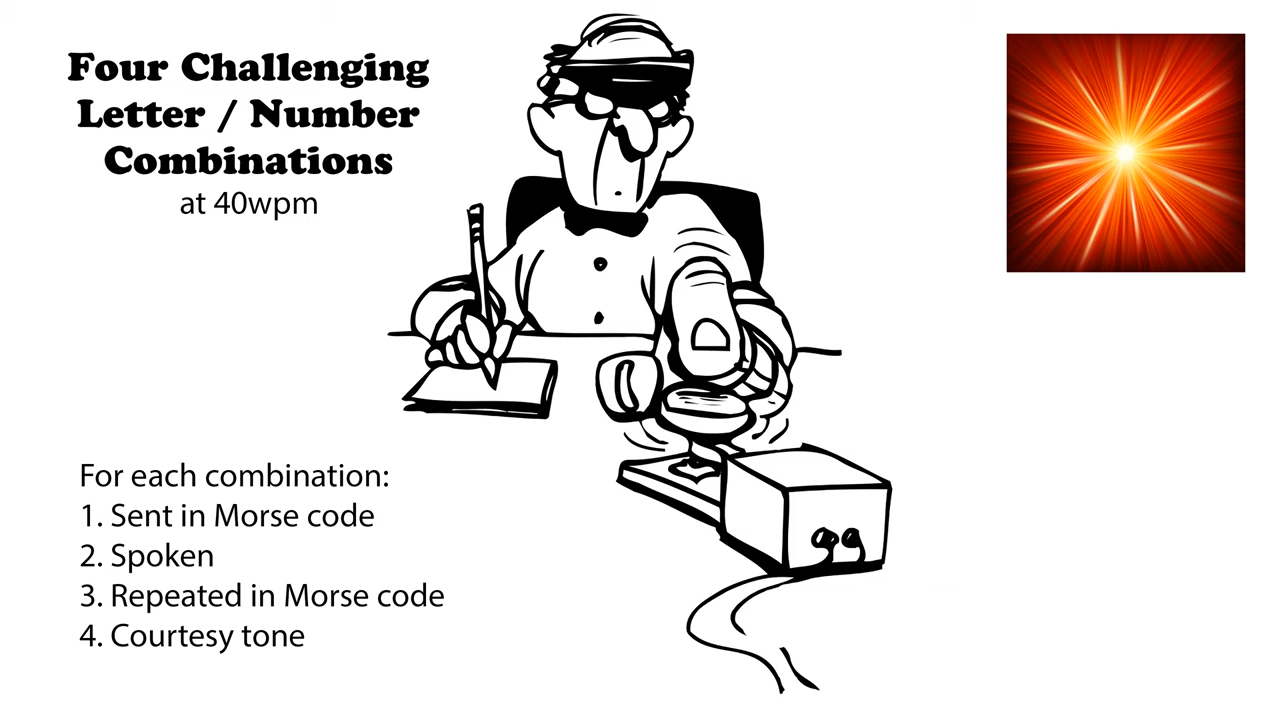 Four Challenging
Letter / Number
Combinations
at 40wpm
For each combination:
1. Sent in Morse code
2. Spoken
3. Repeated in Morse code
4. Courtesy tone